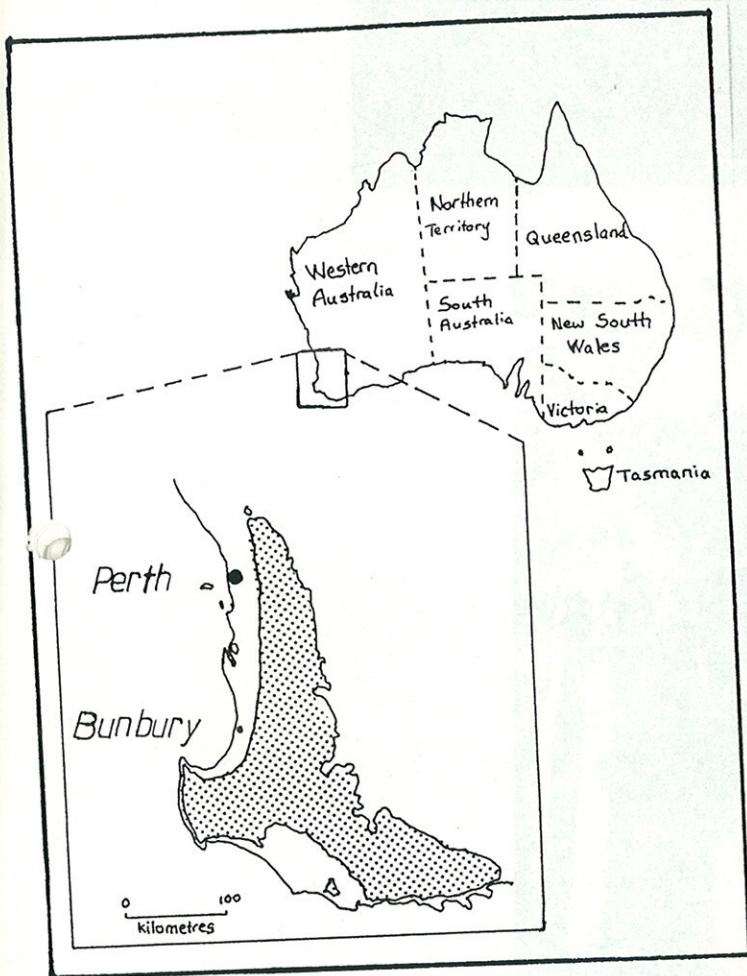 Northern
Territory
Queensland
Western
Australia
South
Australia
New South
Wales
Victoria
Tasmania
Perth
Bunbury
0 100
kilometres